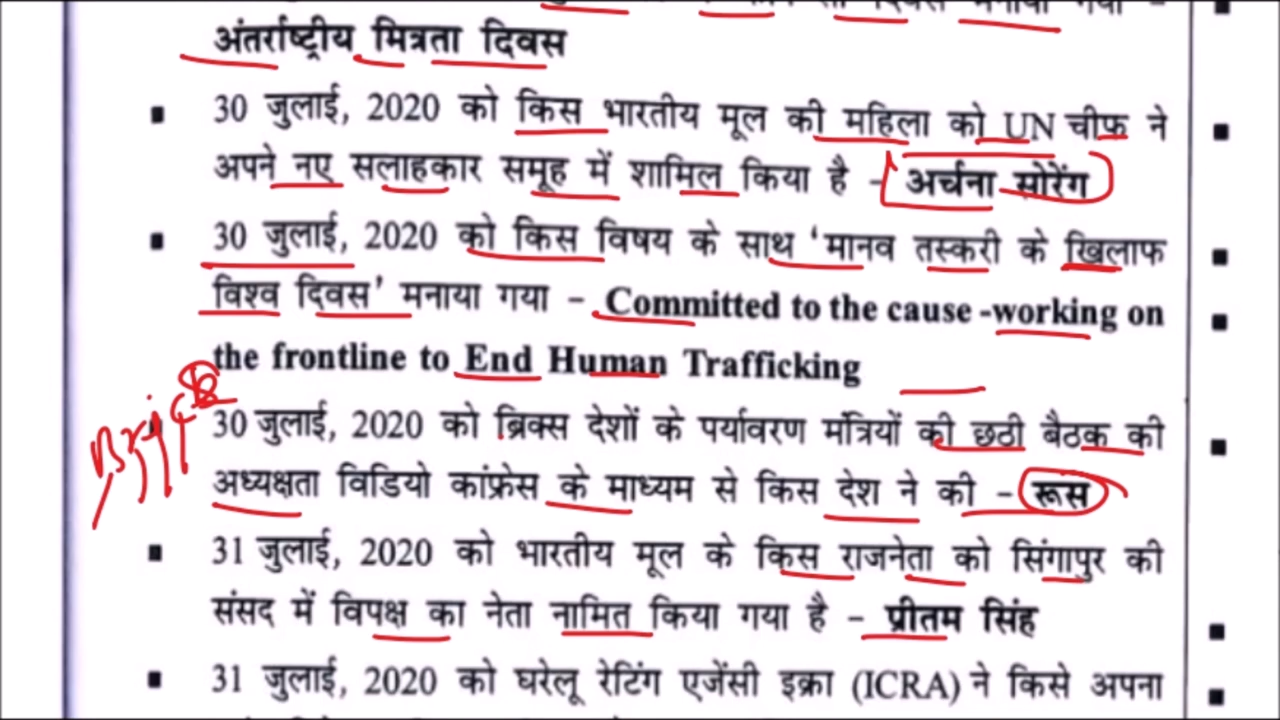 दिवस मनाया गया –
अंतर्राष्ट्रीय मित्रता दिवस
▪ 30 जुलाई, 2020 को किस भारतीय मूल की महिला को UN चीफ ने
अपने नए सलाहकार समूह में शामिल किया है – अर्चना सोरेंग
▪ 30 जुलाई, 2020 को किस विषय के साथ ‘मानव तस्करी के खिलाफ
विश्व दिवस’ मनाया गया – Committed to the cause -working on
the frontline to End Human Trafficking
30 जुलाई, 2020 को ब्रिक्स देशों के पर्यावरण मंत्रियों की छठी बैठक की
अध्यक्षता विडियो कांफ्रेस के माध्यम से किस देश ने की – रूस
▪ 31 जुलाई, 2020 को भारतीय मूल के किस राजनेता को सिंगापुर की
संसद में विपक्ष का नेता नामित किया गया है – प्रीतम सिंह
▪ 31 जुलाई, 2020 को घरेलू रेटिंग एजेंसी इक्रा (ICRA) ने किसे अपना